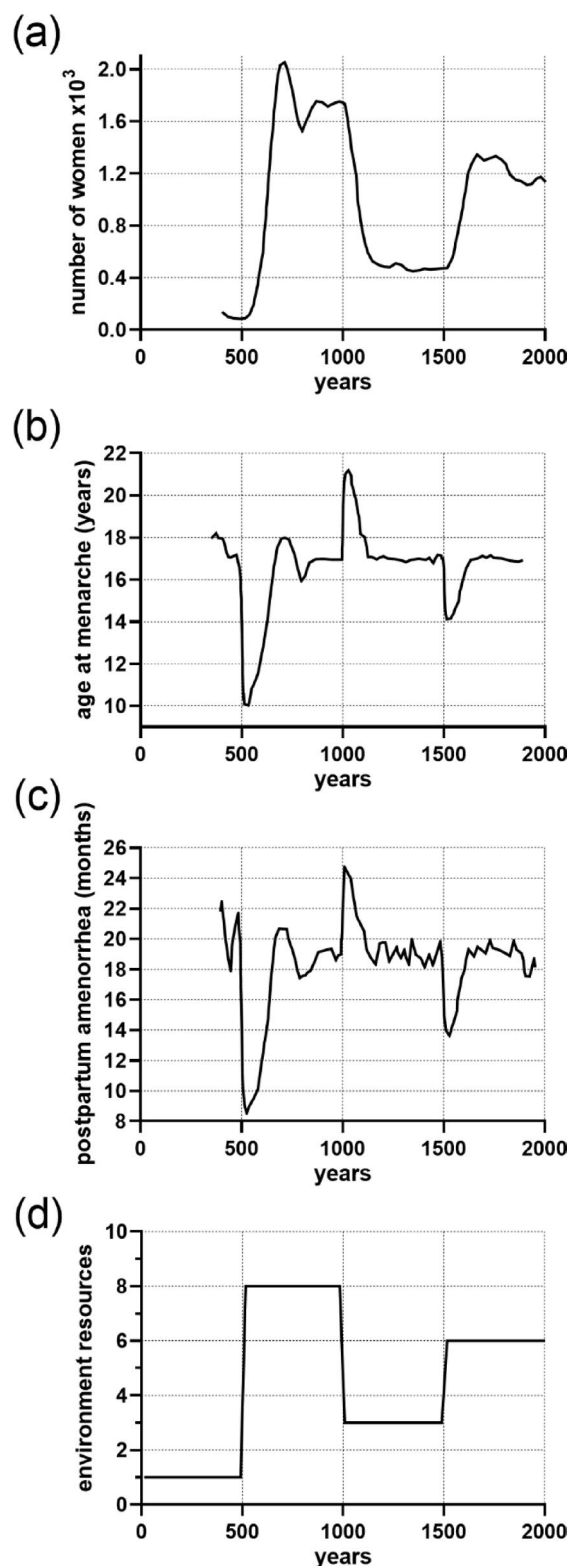 (a)
number of women x10³
2.0
1.6
1.2
0.8
0.4
0.0
0 500 1000 1500 2000
years
(b)
age at menarche (years)
22
20
18
16
14
12
10
0 500 1000 1500 2000
years
(c)
postpartum amenorrhea (months)
26
24
22
20
18
16
14
12
10
8
0 500 1000 1500 2000
years
(d)
environment resources
10
8
6
4
2
0
0 500 1000 1500 2000
years